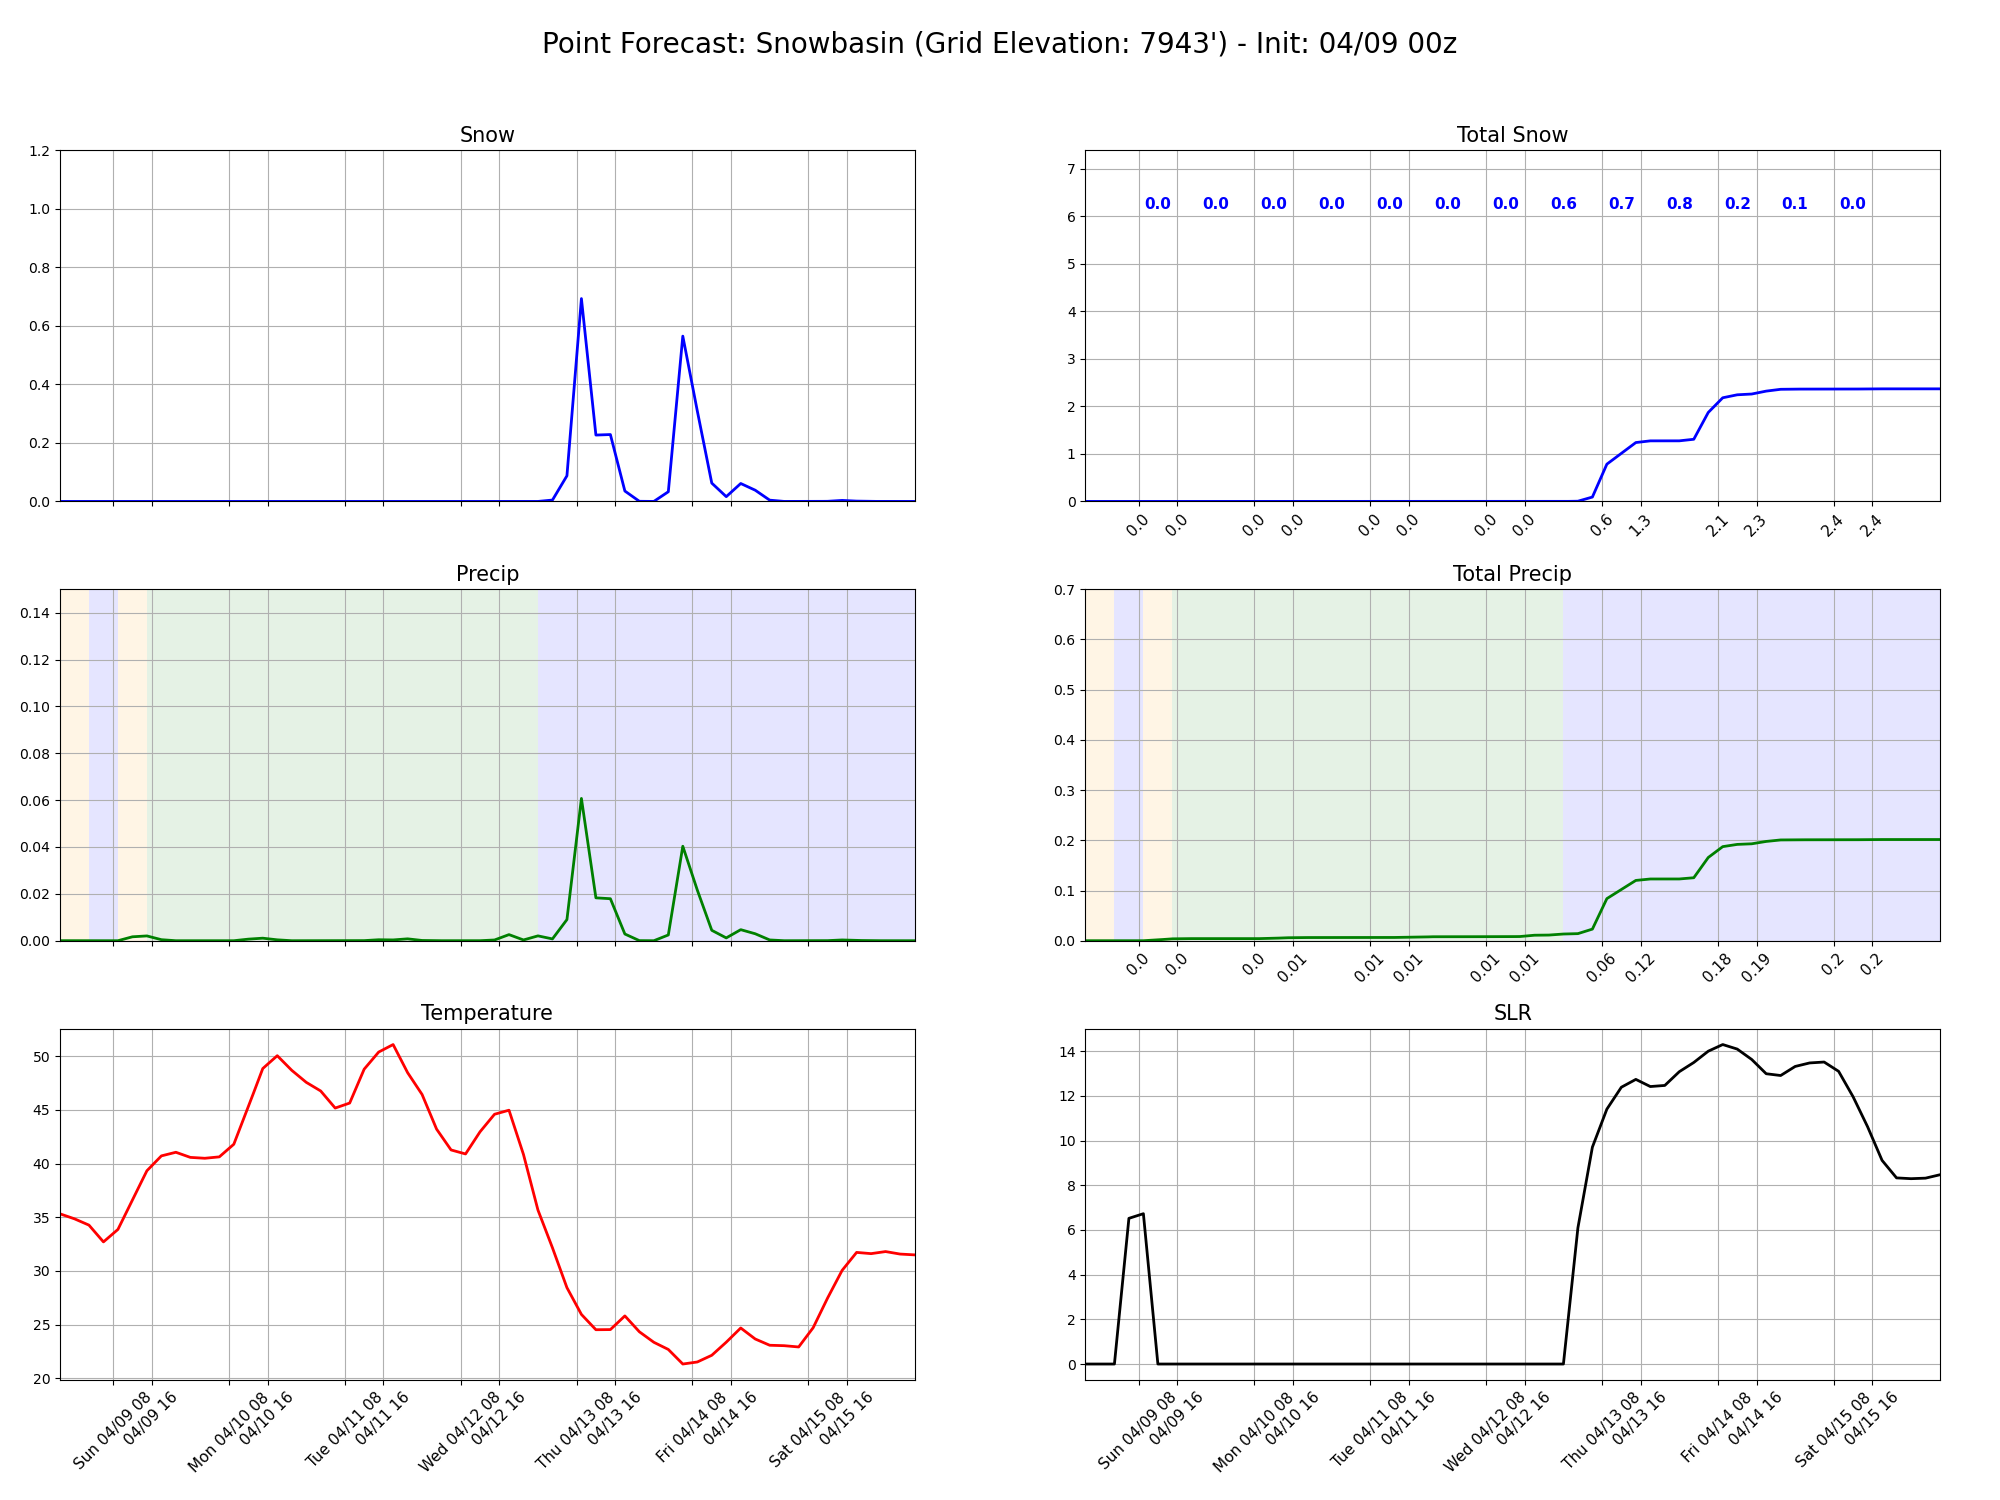 Point Forecast: Snowbasin (Grid Elevation: 7943') - Init: 04/09 00z
Snow
1.2
1.0
0.8
0.6
0.4
0.2
0.0
Total Snow
7
6
5
4
3
2
1
0
0.0 0.0 0.0 0.0 0.0 0.0 0.0 0.6 0.7 0.8 0.2 0.1 0.0
0.0 0.0 0.0 0.0 0.0 0.0 0.0 0.0 0.6 1.3 2.1 2.3 2.4 2.4
Precip
0.14
0.12
0.10
0.08
0.06
0.04
0.02
0.00
Total Precip
0.7
0.6
0.5
0.4
0.3
0.2
0.1
0.0
0.0 0.0 0.0 0.01 0.01 0.01 0.01 0.01 0.06 0.12 0.18 0.19 0.2 0.2
Temperature
50
45
40
35
30
25
20
Sun 04/09 08
04/09 16
Mon 04/10 08
04/10 16
Tue 04/11 08
04/11 16
Wed 04/12 08
04/12 16
Thu 04/13 08
04/13 16
Fri 04/14 08
04/14 16
Sat 04/15 08
04/15 16
SLR
14
12
10
8
6
4
2
0
Sun 04/09 08
04/09 16
Mon 04/10 08
04/10 16
Tue 04/11 08
04/11 16
Wed 04/12 08
04/12 16
Thu 04/13 08
04/13 16
Fri 04/14 08
04/14 16
Sat 04/15 08
04/15 16